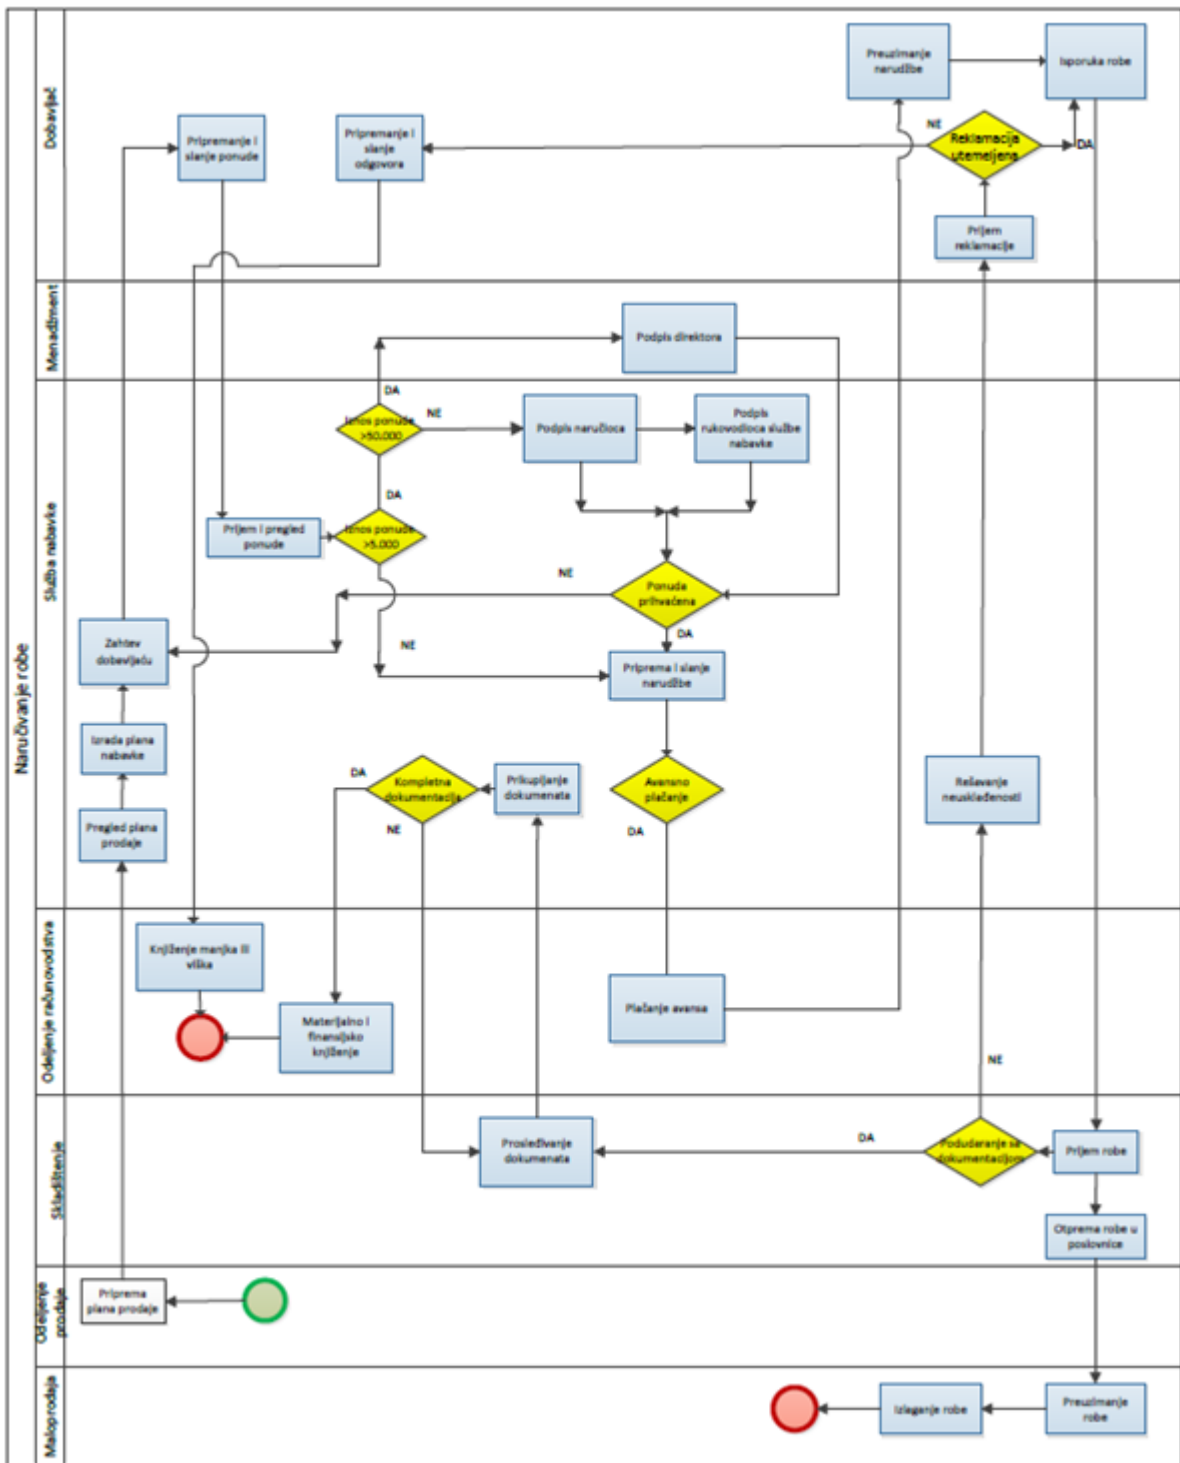 Naručivanje robe
Dobavljač
Preuzimanje
narudžbe
Isporuka robe
Pripremanje i
slanje ponude
Pripremanje i
slanje
odgovora
NE
Reklamacija
utemeljena
DA
Prijem
reklamacije
Menadžment
Podpis direktora
Služba nabavke
DA
Iznos ponude
>50.000
NE
Podpis naručioca
Podpis
rukovodioca službe
nabavke
DA
Prijem i pregled
ponude
Iznos ponude
>5.000
NE
Ponuda
prihvaćena
DA
Zahtev
dobavljaču
NE
Priprema i slanje
narudžbe
Izrada plana
nabavke
DA
Kompletna
dokumentacija
Prikupljanje
dokumenata
Avansno
plaćanje
Rešavanje
neusklađenosti
Pregled plana
prodaje
NE
DA
Odeljenje računovodstva
Knjiženje manjka ili
viška
Materijalno i
finansijsko
knjiženje
Plaćanje avansa
NE
Skladištenje
Prosleđivanje
dokumenata
DA
Podudaranje sa
dokumentacijom
Prijem robe
Otprema robe u
poslovnice
Odeljenje
prodaje
Priprema
plana prodaje
Maloprodaja
Izlaganje robe
Preuzimanje
robe